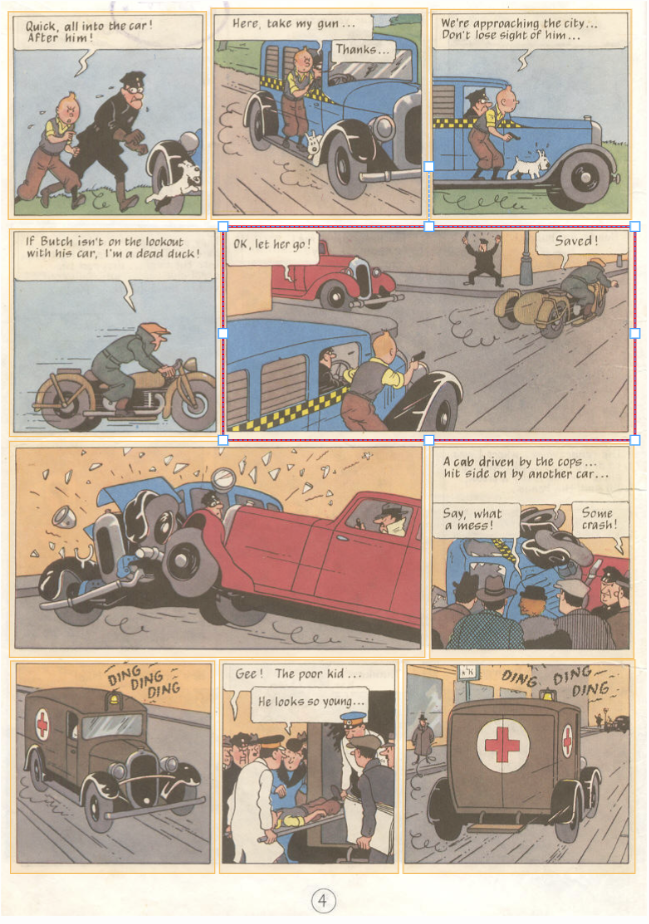 Quick, all into the car!
After him!
Here, take my gun ...
Thanks...
We're approaching the city...
Don't lose sight of him...
If Butch isn't on the lookout
with his car, I'm a dead duck!
OK, let her go!
Saved!
A cab driven by the cops...
hit side on by another car...
Say, what
a mess!
Some
crash!
DING
DING
DING
Gee! The poor kid...
He looks so young...
DING
DING
DING
4